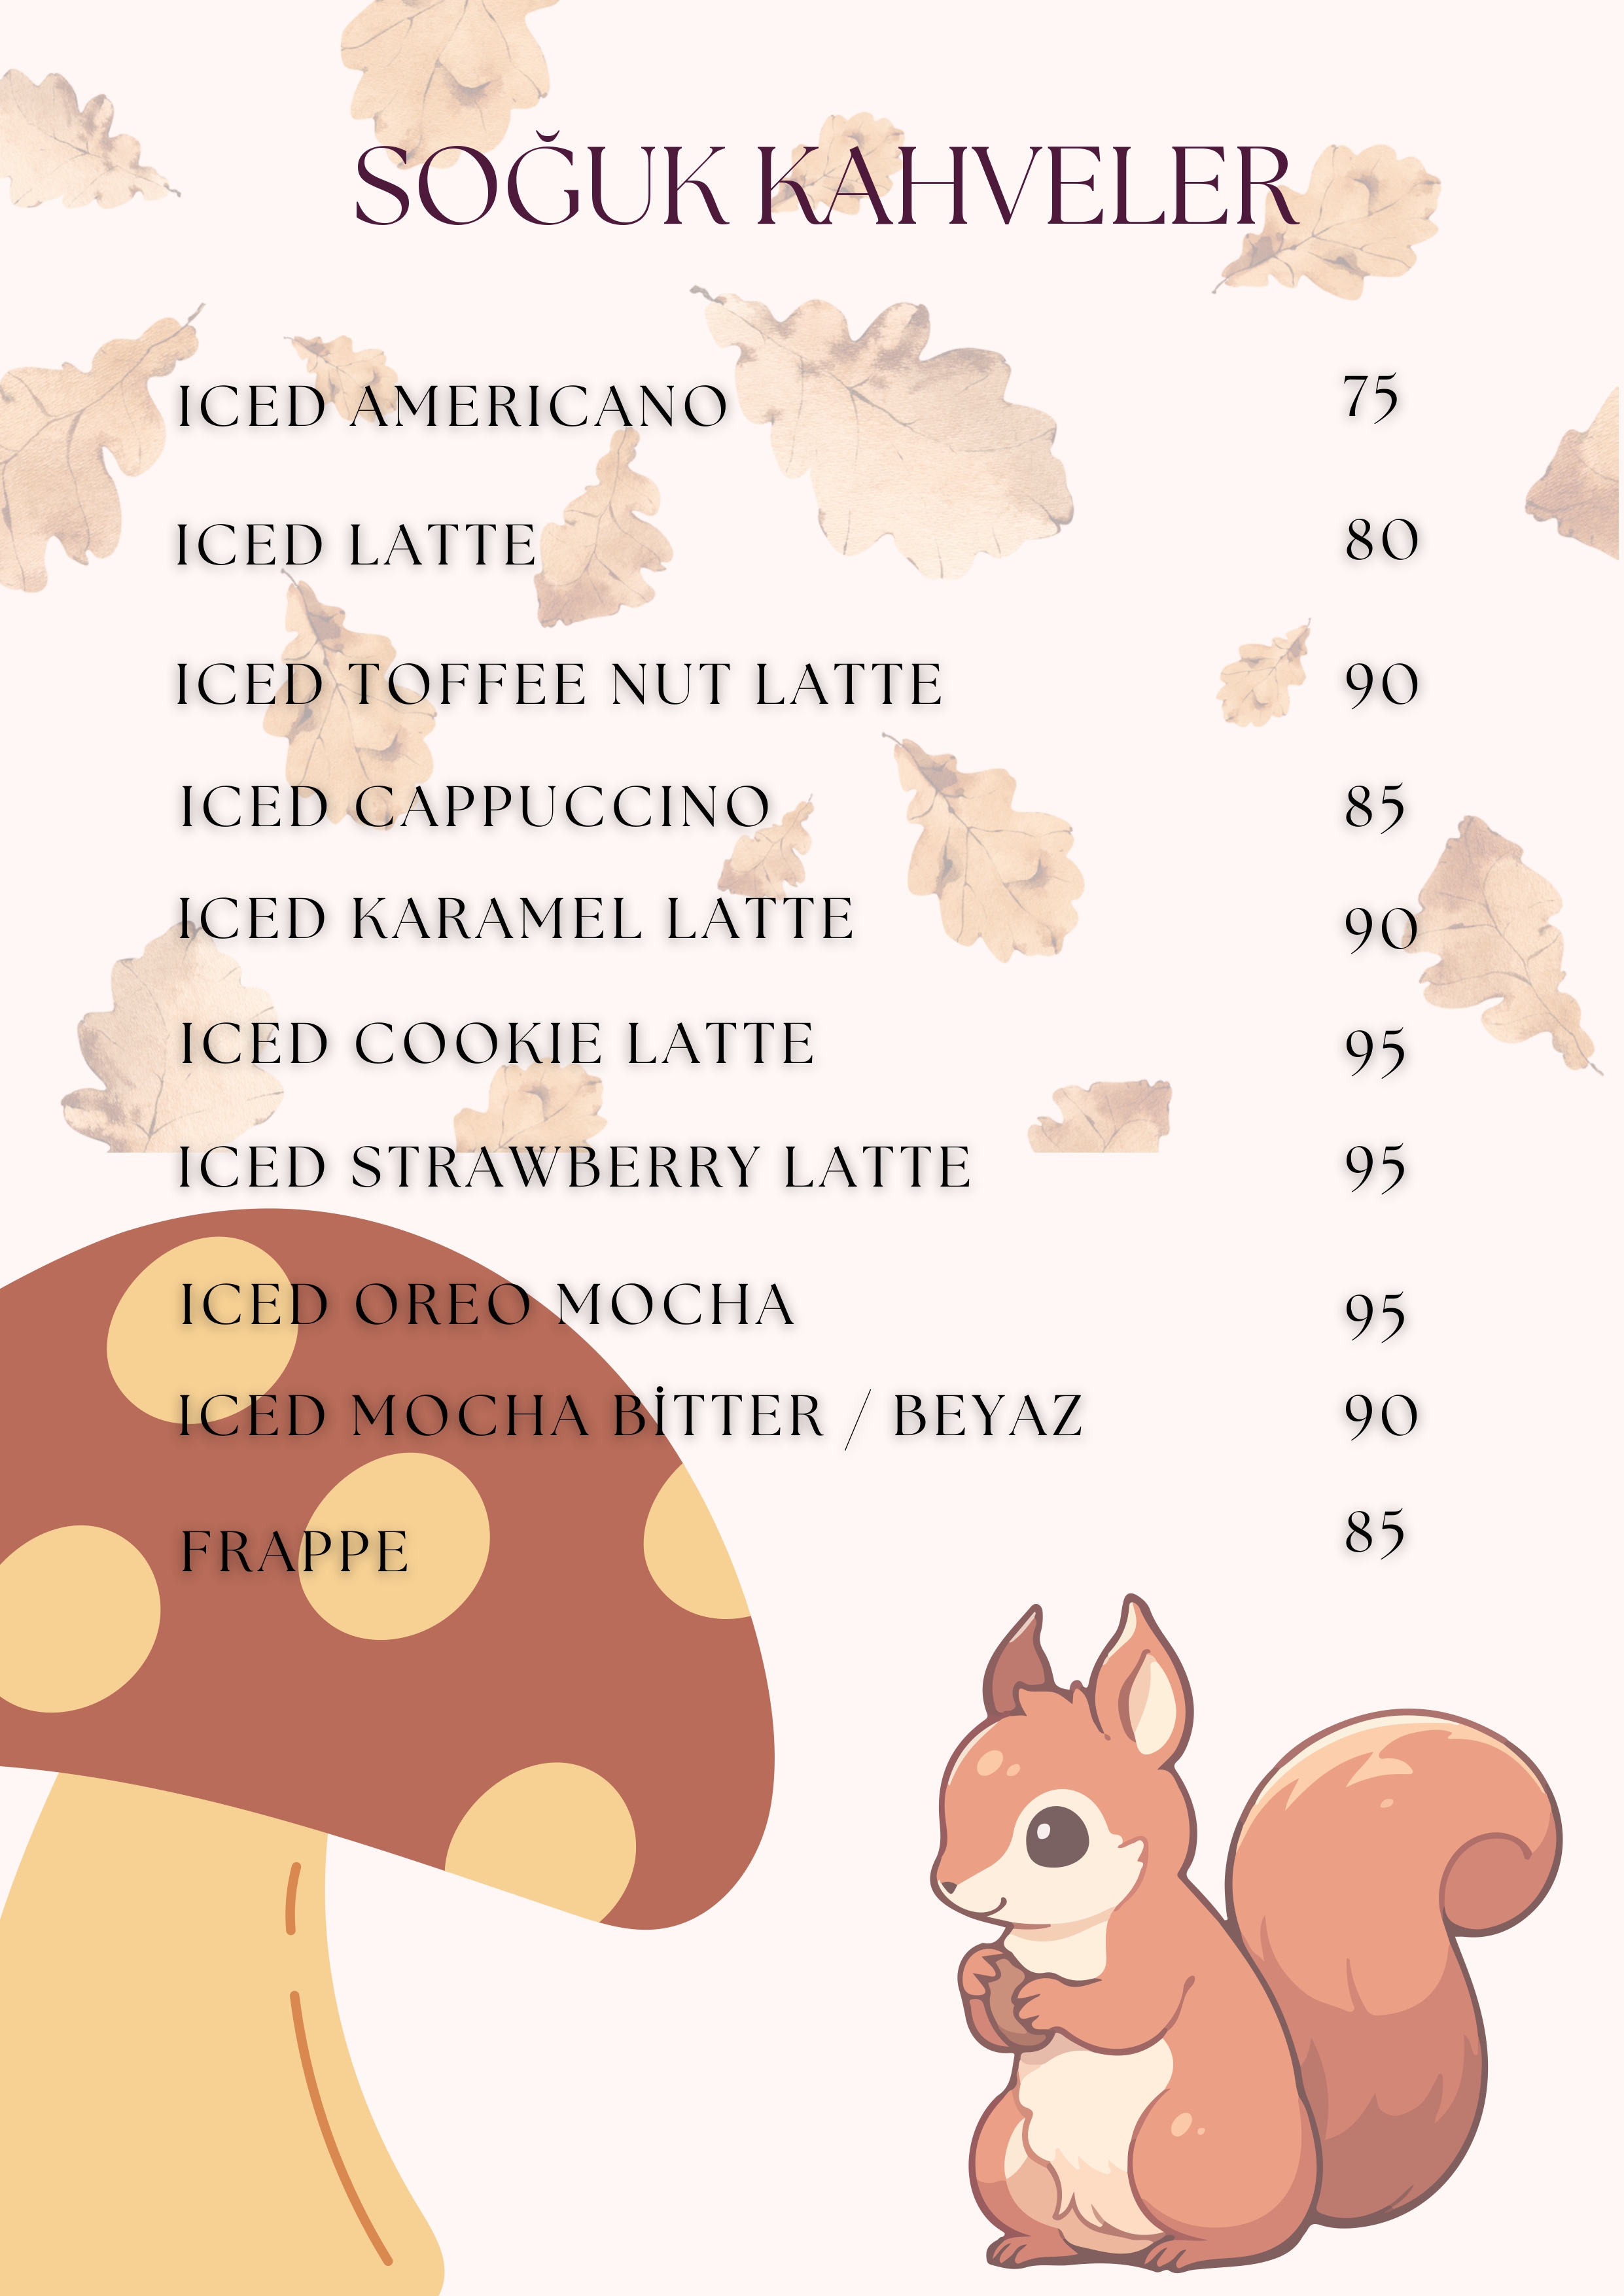 SOĞUK KAHVELER
ICED AMERICANO 75
ICED LATTE 80
ICED TOFFEE NUT LATTE 90
ICED CAPPUCCINO 85
ICED KARAMEL LATTE 90
ICED COOKIE LATTE 95
ICED STRAWBERRY LATTE 95
ICED OREO MOCHA 95
ICED MOCHA BİTTER / BEYAZ 90
FRAPPE 85